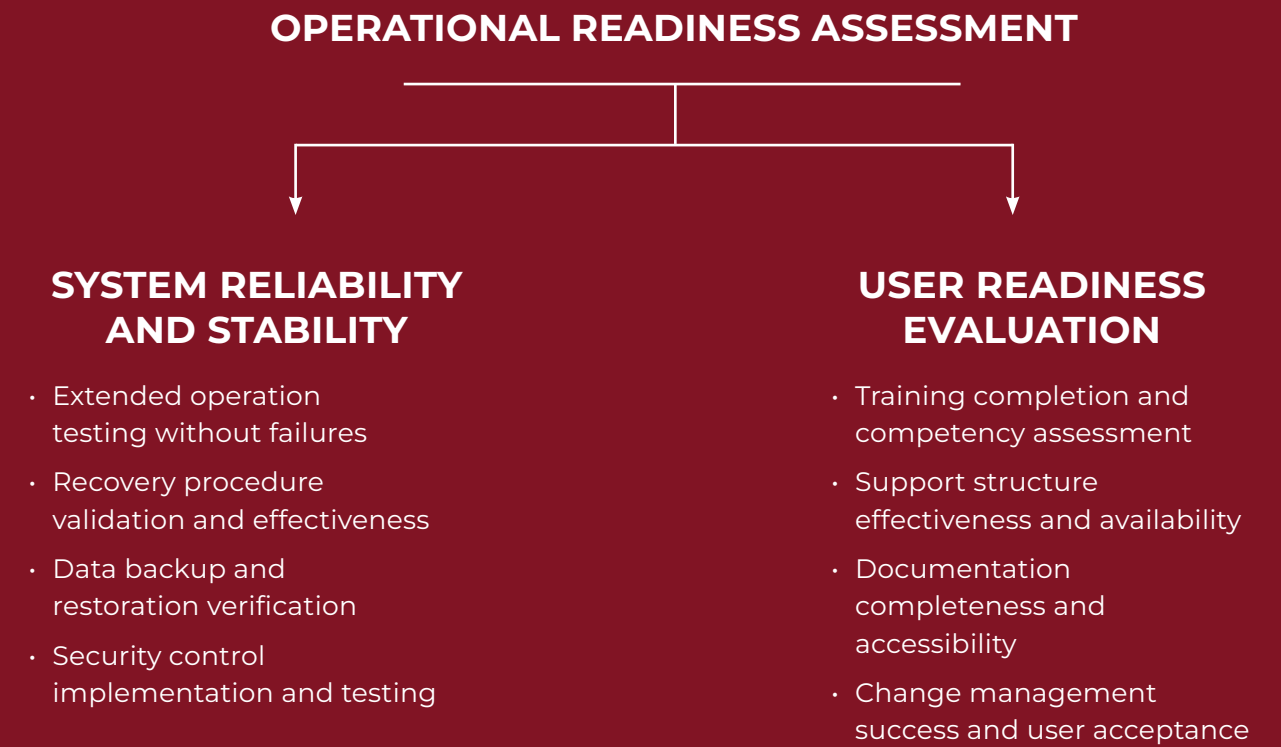 OPERATIONAL READINESS ASSESSMENT
SYSTEM RELIABILITY
AND STABILITY
· Extended operation
testing without failures
· Recovery procedure
validation and effectiveness
· Data backup and
restoration verification
· Security control
implementation and testing
USER READINESS
EVALUATION
· Training completion and
competency assessment
· Support structure
effectiveness and availability
· Documentation
completeness and
accessibility
· Change management
success and user acceptance